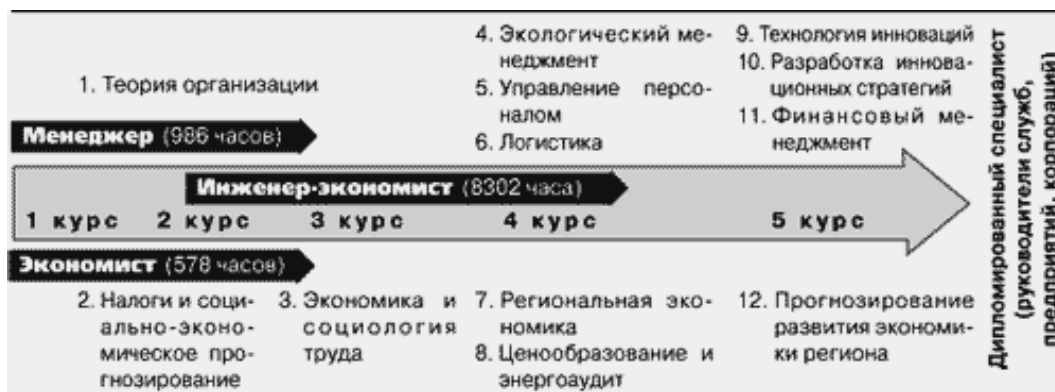 1. Теория организации
4. Экологический ме-
неджмент
5. Управление персо-
налом
6. Логистика
9. Технология инноваций
10. Разработка иннова-
ционных стратегий
11. Финансовый ме-
неджмент
Менеджер (986 часов)
Инженер-экономист (8302 часа)
1 курс 2 курс 3 курс 4 курс 5 курс
Экономист (578 часов)
2. Налоги и соци-
ально-эконо-
мическое про-
гнозирование
3. Экономика и
социология
труда
7. Региональная эко-
номика
8. Ценообразование и
энергоаудит
12. Прогнозирование
развития экономи-
ки региона
Дипломированный специалист
(руководители служб,
предприятий, корпораций)